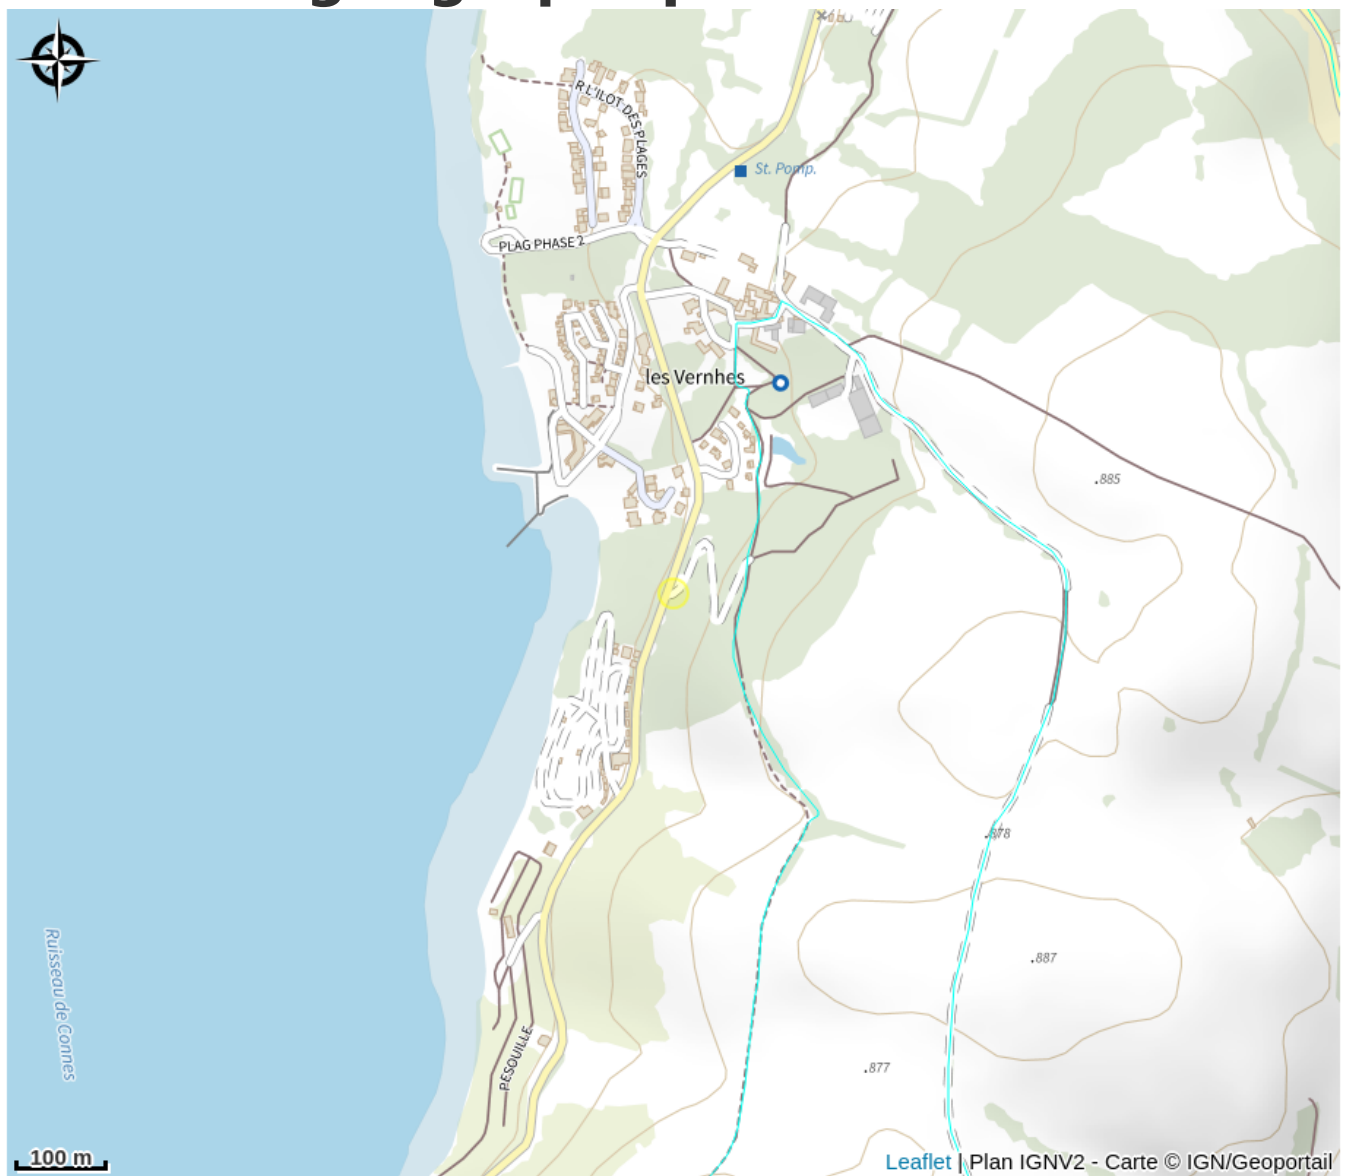 R L'ILOT DES PLAGES
St. Pomp.
PLAG PHASE 2
les Vernhes
.885
.878
Ruisseau de Connes
.887
RESOUILLE
.877
100 m
Leaflet | Plan IGNV2 - Carte © IGN/Geoportail